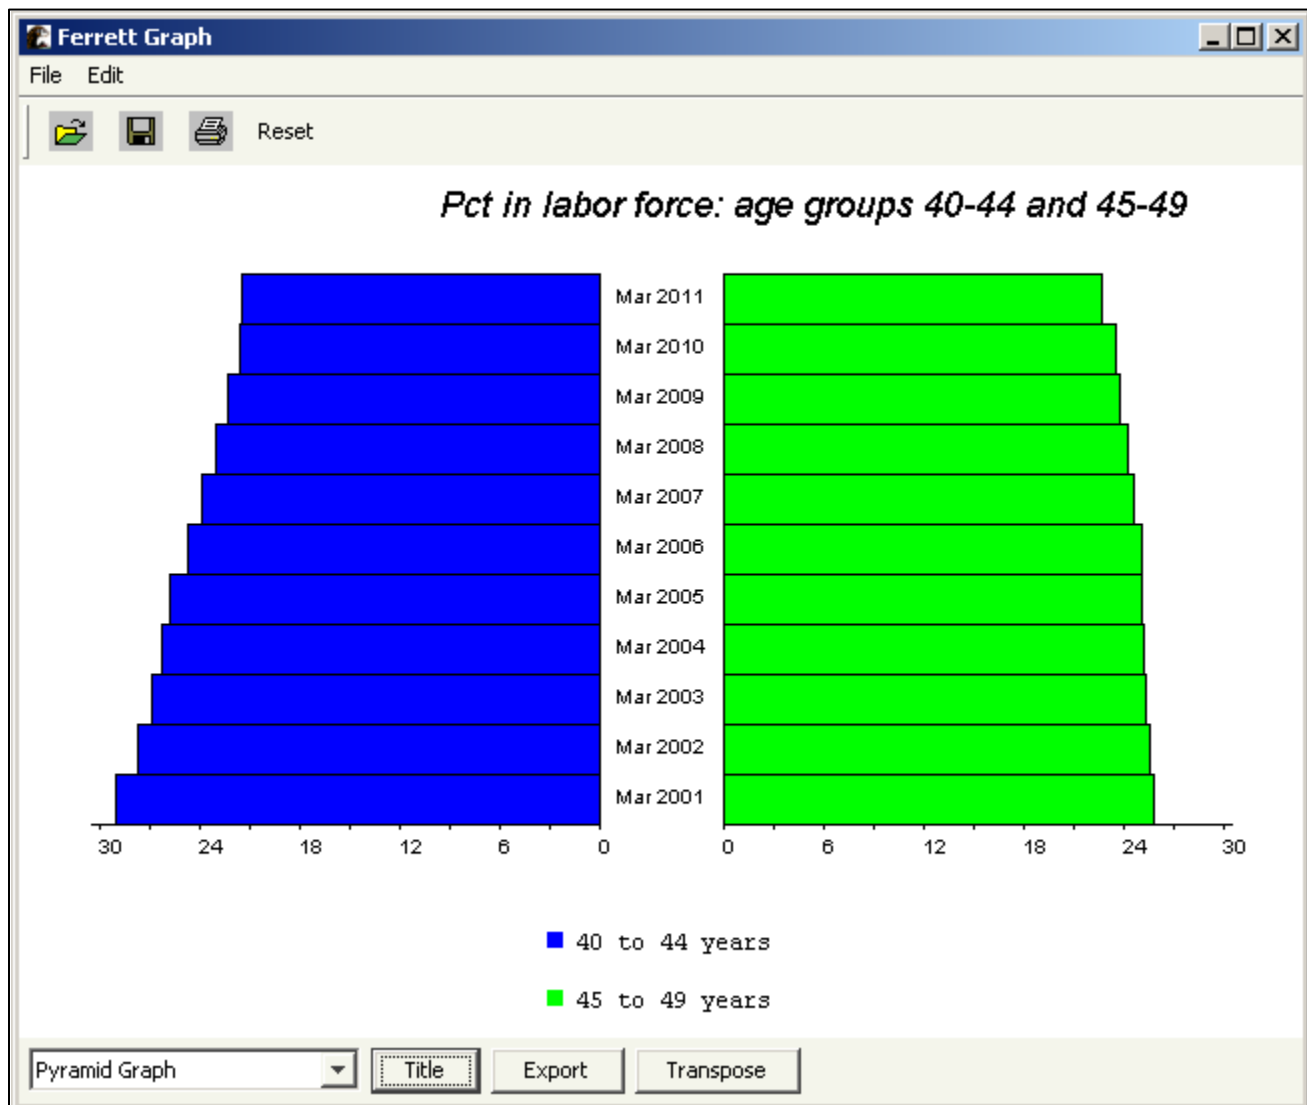 Ferrett Graph
File Edit
Reset
Pct in labor force: age groups 40-44 and 45-49
Mar 2011
Mar 2010
Mar 2009
Mar 2008
Mar 2007
Mar 2006
Mar 2005
Mar 2004
Mar 2003
Mar 2002
Mar 2001
30 24 18 12 6 0 0 6 12 18 24 30
40 to 44 years
45 to 49 years
Pyramid Graph Title Export Transpose